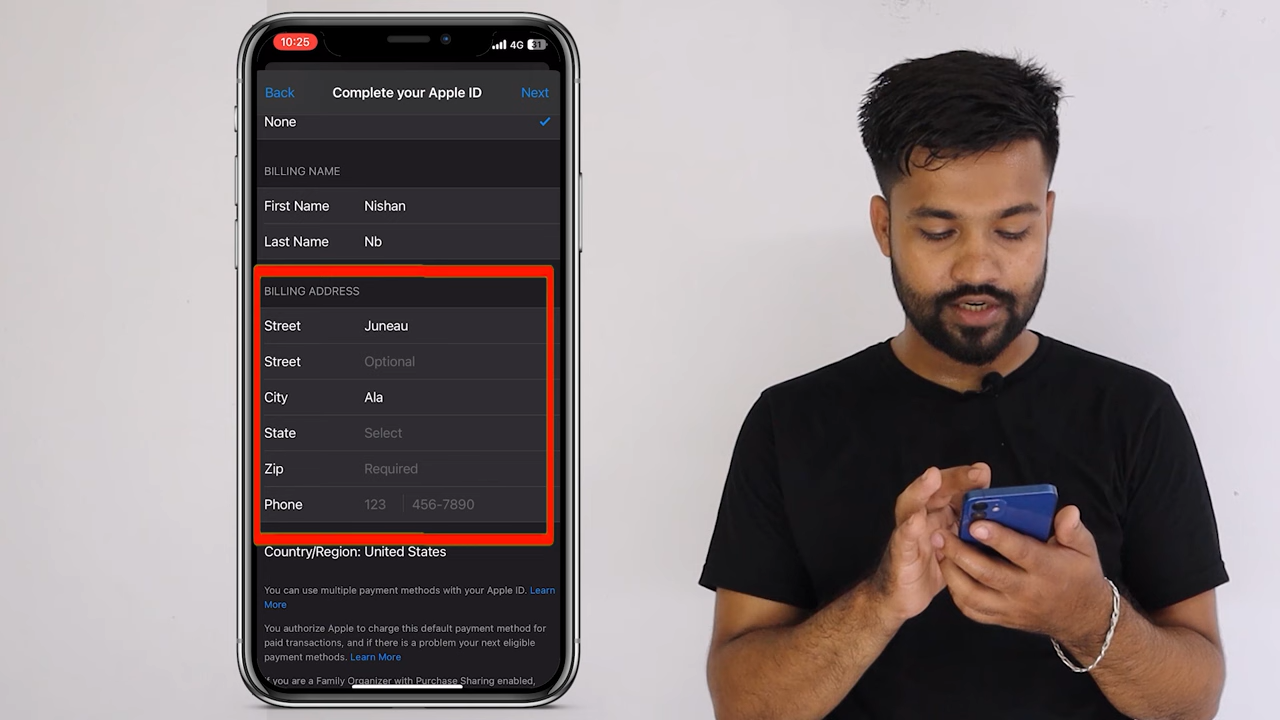 10:25 4G 31
Back Complete your Apple ID Next
None
BILLING NAME
First Name Nishan
Last Name Nb
BILLING ADDRESS
Street Juneau
Street Optional
City Ala
State Select
Zip Required
Phone 123 456-7890
Country/Region: United States
You can use multiple payment methods with your Apple ID. Learn
More
You authorize Apple to charge this default payment method for
paid transactions, and if there is a problem your next eligible
payment methods. Learn More
If you are a Family Organizer with Purchase Sharing enabled,